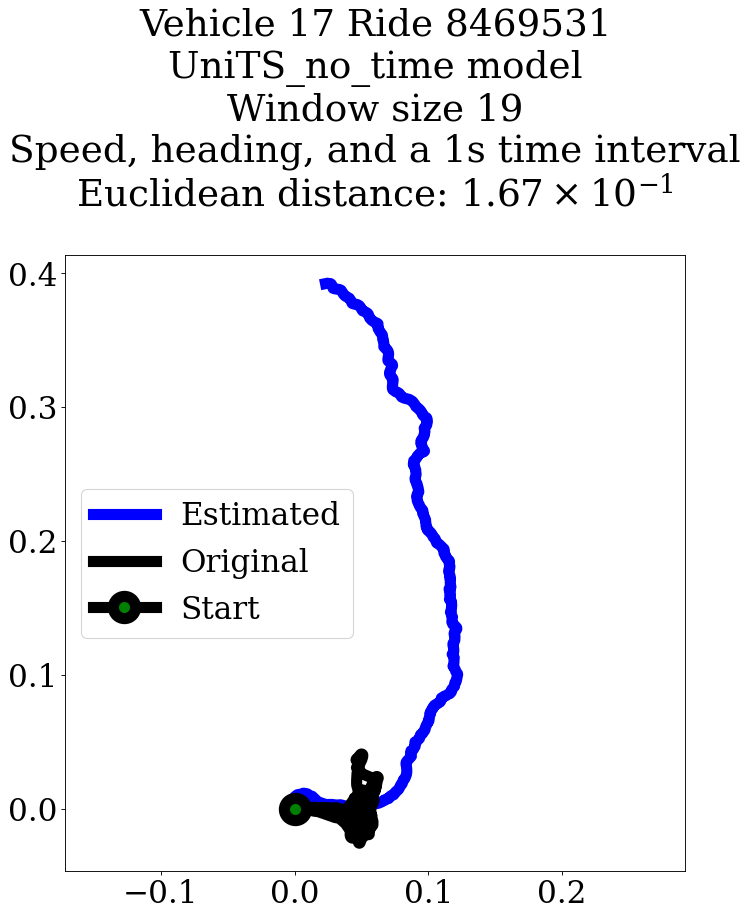 Vehicle 17 Ride 8469531
UniTS_no_time model
Window size 19
Speed, heading, and a 1s time interval
Euclidean distance: 1.67 × 10⁻¹
0.4
0.3
0.2
0.1
0.0
Estimated
Original
Start
−0.1 0.0 0.1 0.2